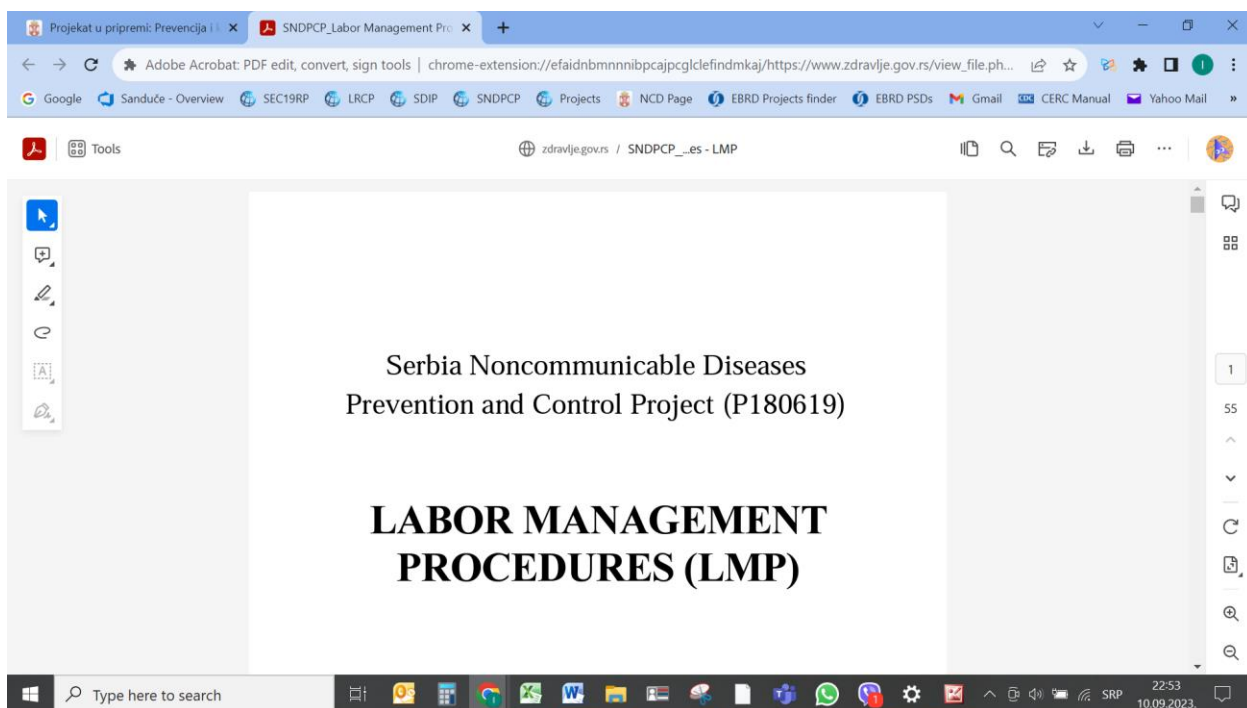 Projekat u pripremi: Prevencija i
SNDPCP_Labor Management Pro
Adobe Acrobat: PDF edit, convert, sign tools | chrome-extension://efaidnbmnnnibpcajpcglclefindmkaj/https://www.zdravlje.gov.rs/view_file.ph...
Google Sanduče - Overview SEC19RP LRCP SDIP SNDPCP Projects NCD Page EBRD Projects finder EBRD PSDs Gmail CERC Manual Yahoo Mail »
Tools
zdravlje.gov.rs / SNDPCP_...es - LMP
Serbia Noncommunicable Diseases
Prevention and Control Project (P180619)
LABOR MANAGEMENT
PROCEDURES (LMP)
1
55
Type here to search
SRP
22:53
10.09.2023.